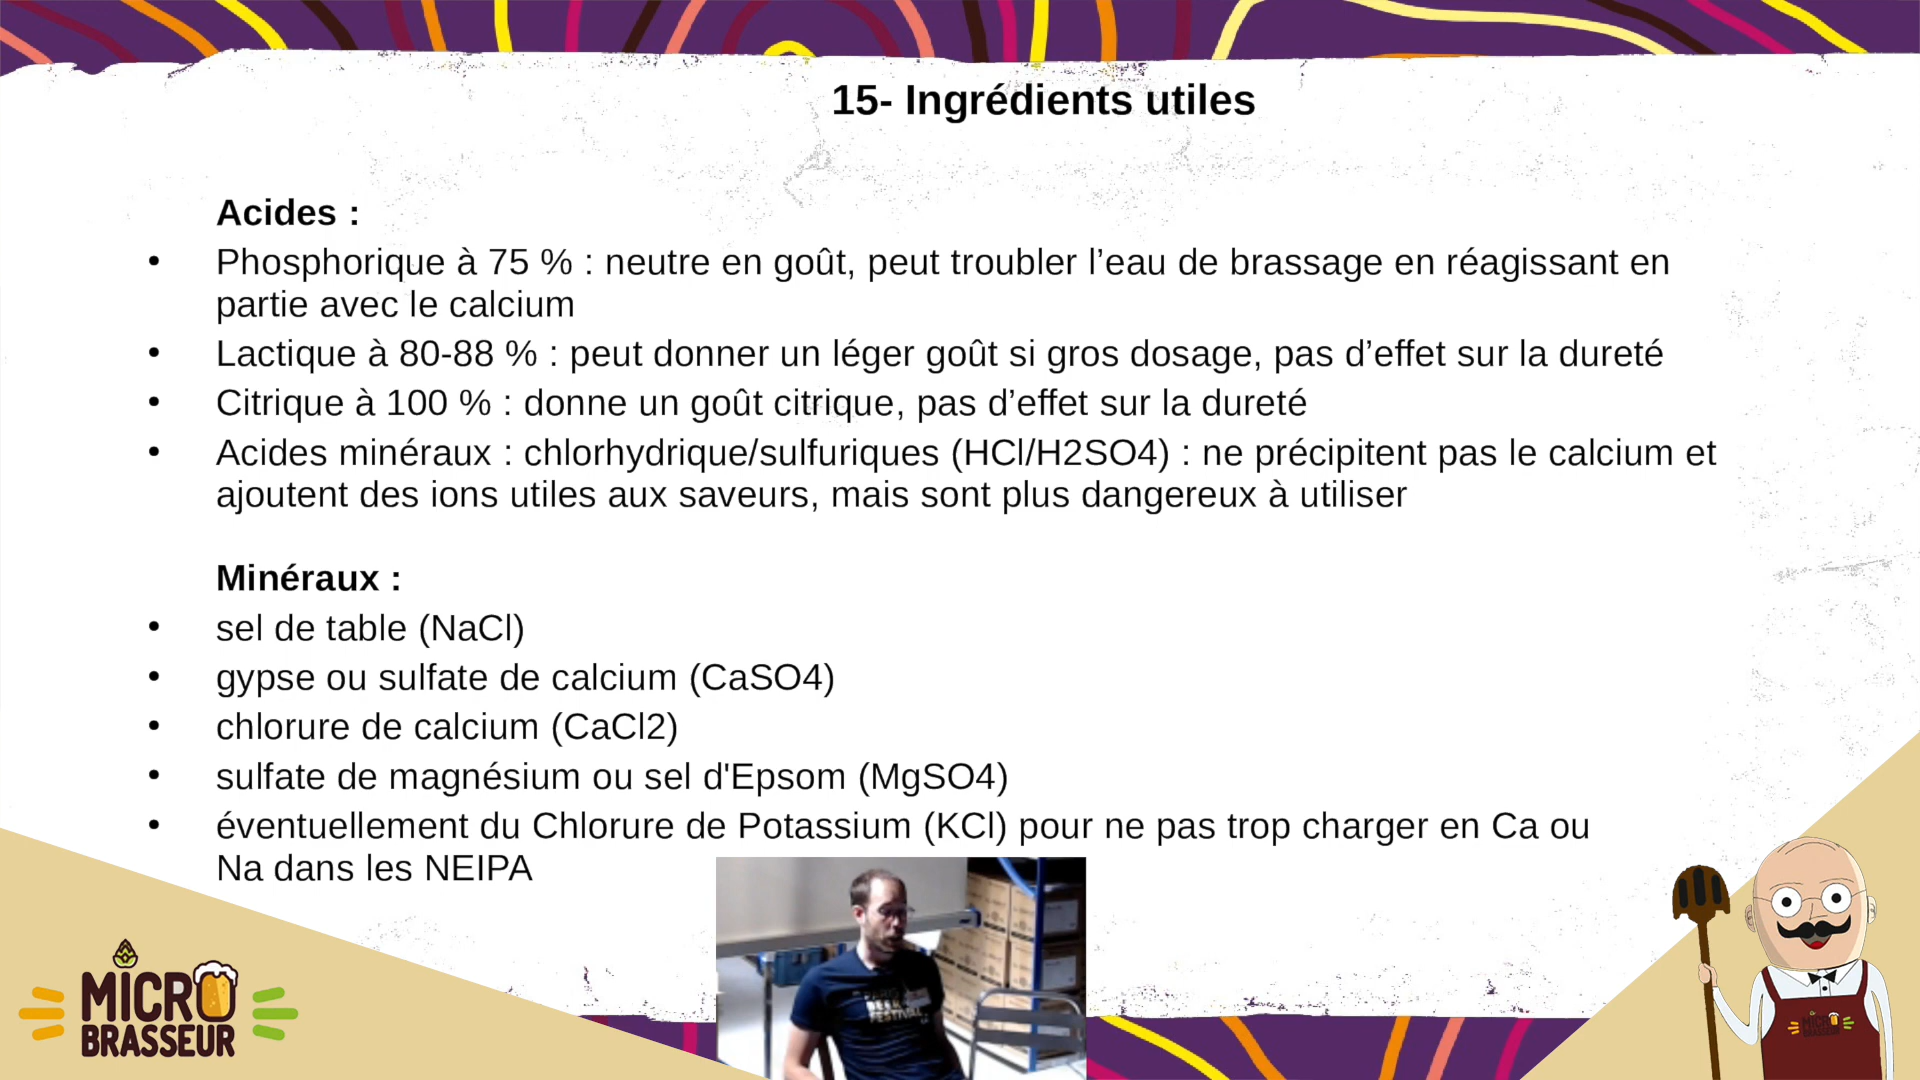 15- Ingrédients utiles
Acides :
• Phosphorique à 75 % : neutre en goût, peut troubler l’eau de brassage en réagissant en
partie avec le calcium
• Lactique à 80-88 % : peut donner un léger goût si gros dosage, pas d’effet sur la dureté
• Citrique à 100 % : donne un goût citrique, pas d’effet sur la dureté
• Acides minéraux : chlorhydrique/sulfuriques (HCl/H2SO4) : ne précipitent pas le calcium et
ajoutent des ions utiles aux saveurs, mais sont plus dangereux à utiliser
Minéraux :
• sel de table (NaCl)
• gypse ou sulfate de calcium (CaSO4)
• chlorure de calcium (CaCl2)
• sulfate de magnésium ou sel d'Epsom (MgSO4)
• éventuellement du Chlorure de Potassium (KCl) pour ne pas trop charger en Ca ou
Na dans les NEIPA
MICRO
BRASSEUR
FESTIVAL
MICRO
BRASSEUR